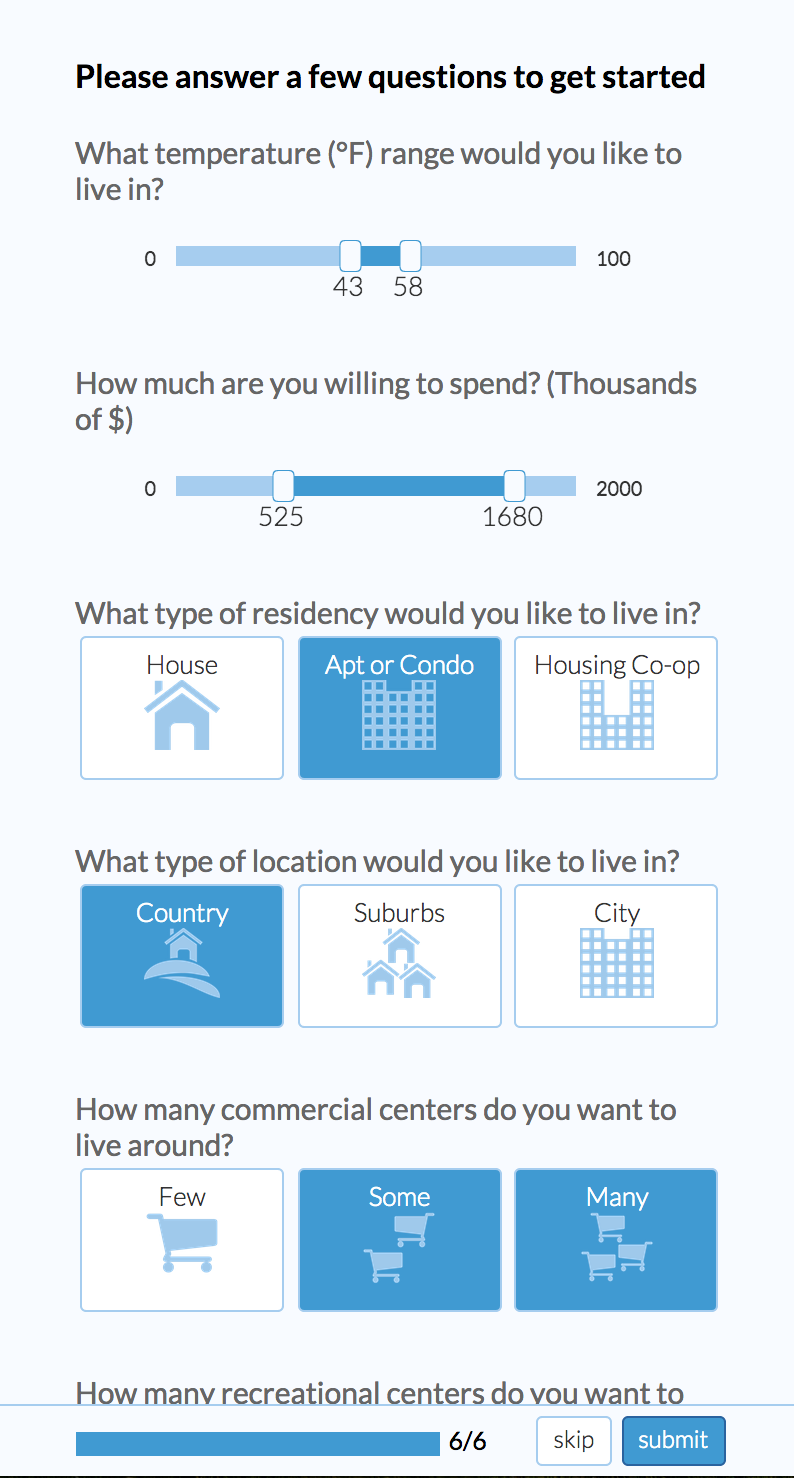 Please answer a few questions to get started
What temperature (°F) range would you like to
live in?
0 100
43 58
How much are you willing to spend? (Thousands
of $)
0 2000
525 1680
What type of residency would you like to live in?
House Apt or Condo Housing Co-op
What type of location would you like to live in?
Country Suburbs City
How many commercial centers do you want to
live around?
Few Some Many
How many recreational centers do you want to
6/6 skip submit